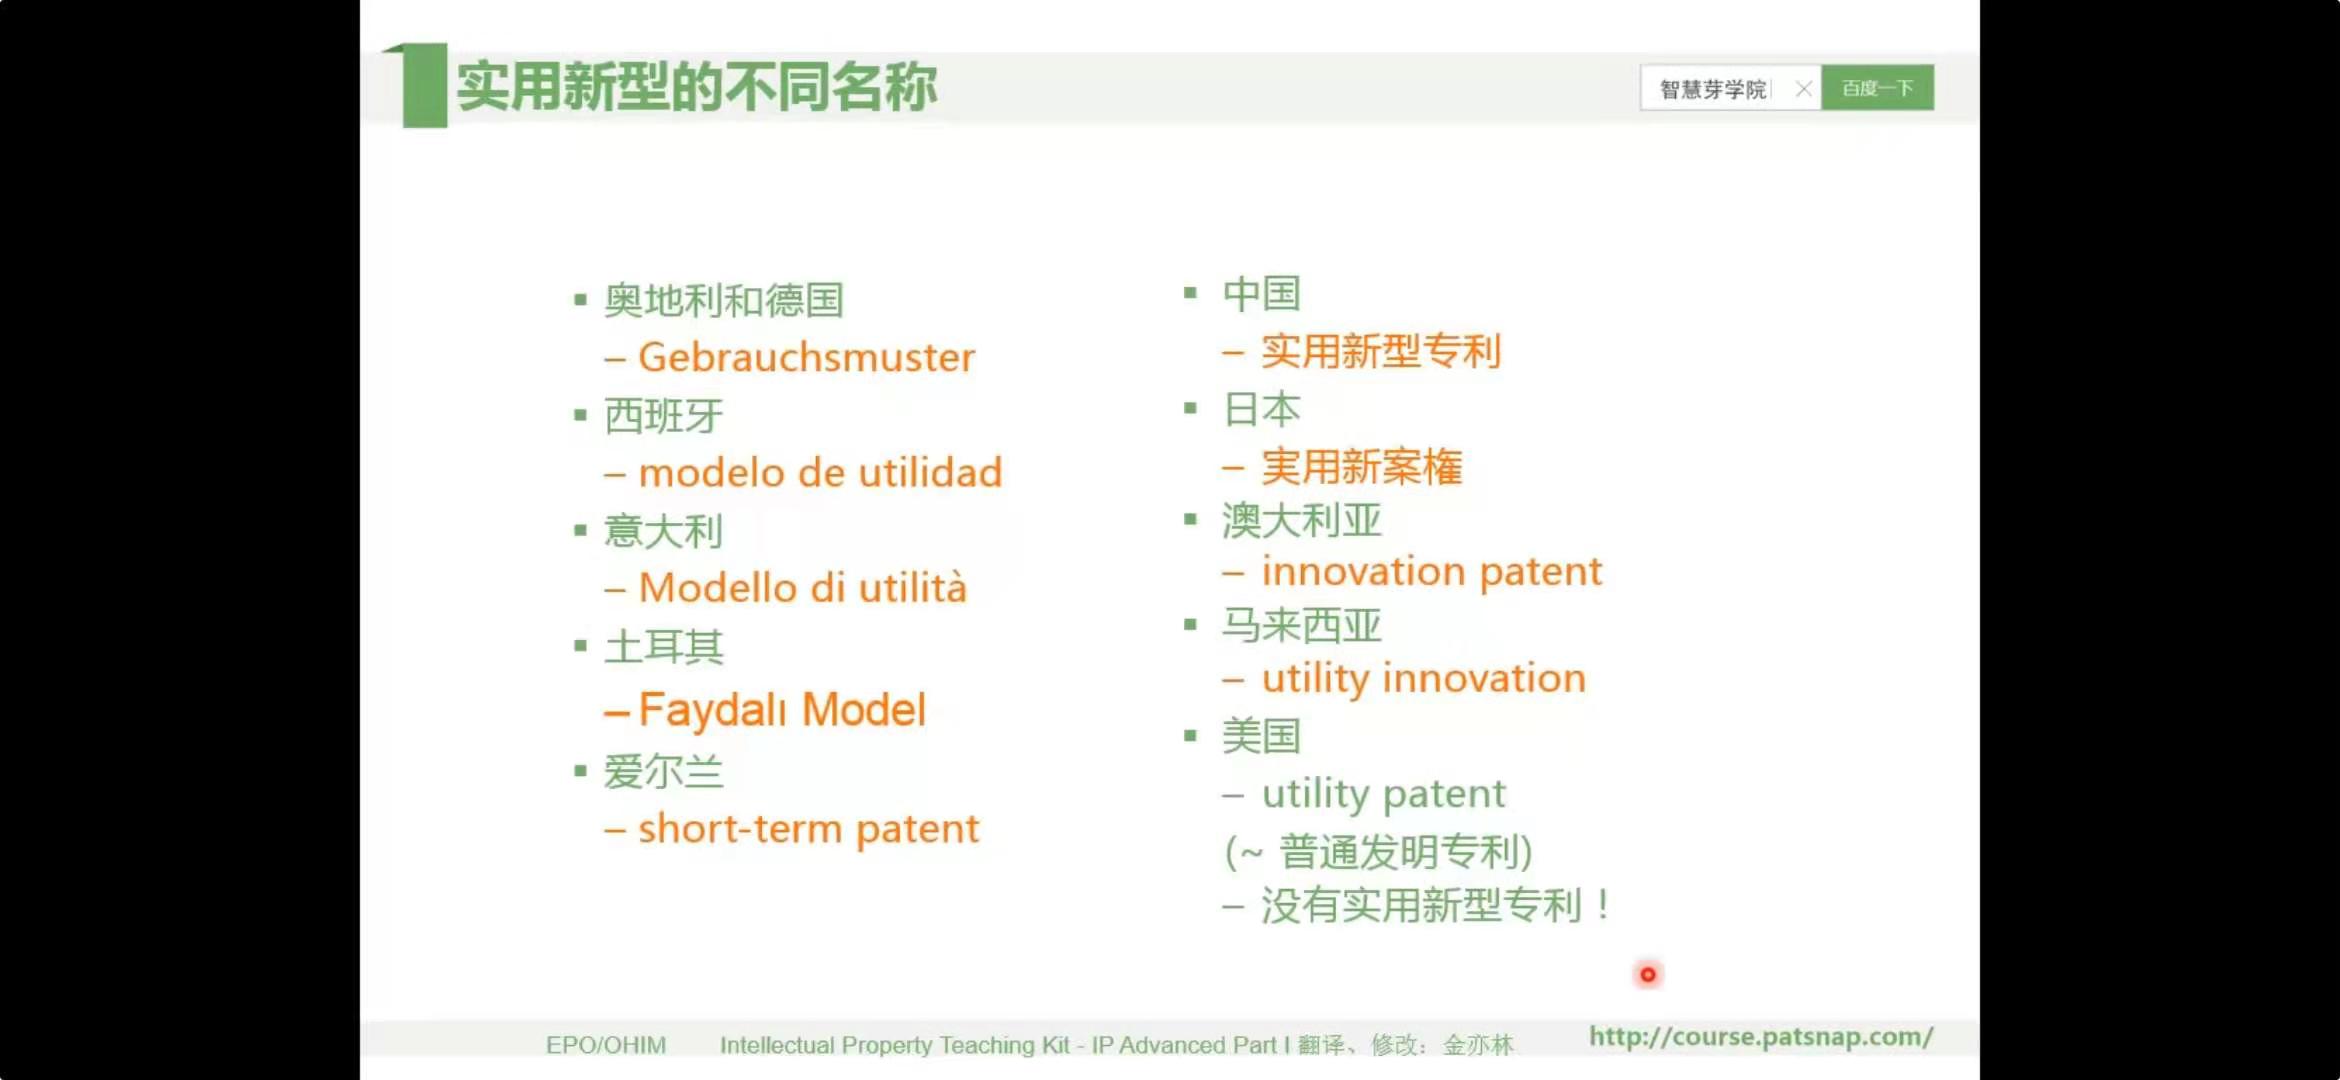 实用新型的不同名称
智慧芽学院
百度一下
▪ 奥地利和德国
– Gebrauchsmuster
▪ 西班牙
– modelo de utilidad
▪ 意大利
– Modello di utilità
▪ 土耳其
– Faydalı Model
▪ 爱尔兰
– short-term patent
▪ 中国
– 实用新型专利
▪ 日本
– 実用新案権
▪ 澳大利亚
– innovation patent
▪ 马来西亚
– utility innovation
▪ 美国
– utility patent
(~ 普通发明专利)
– 没有实用新型专利！
EPO/OHIM
Intellectual Property Teaching Kit - IP Advanced Part I 翻译、修改：金亦林
http://course.patsnap.com/